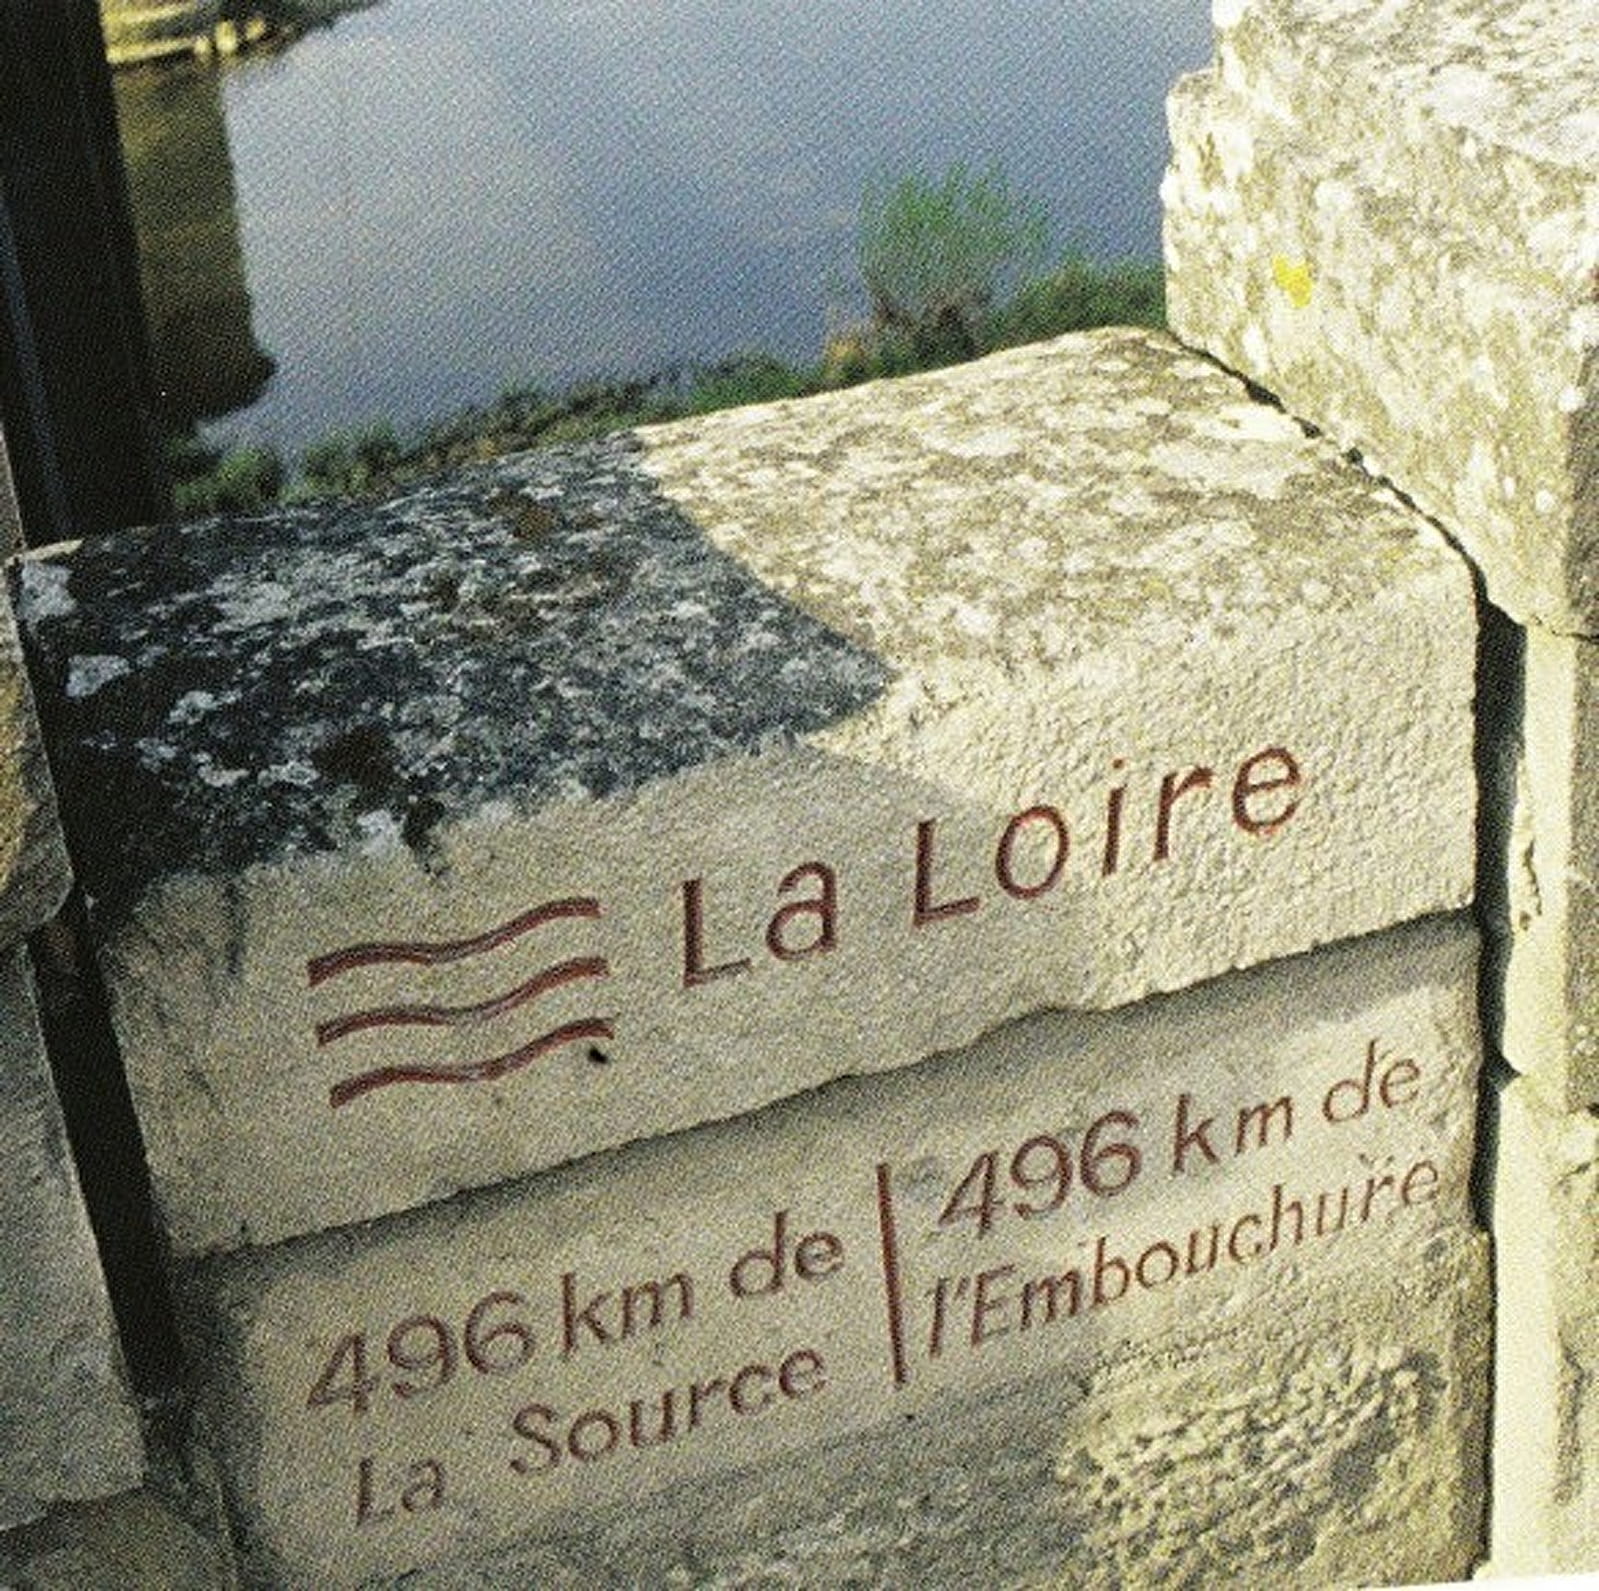 La Loire
496 km de
La Source
496 km de
l'Embouchure